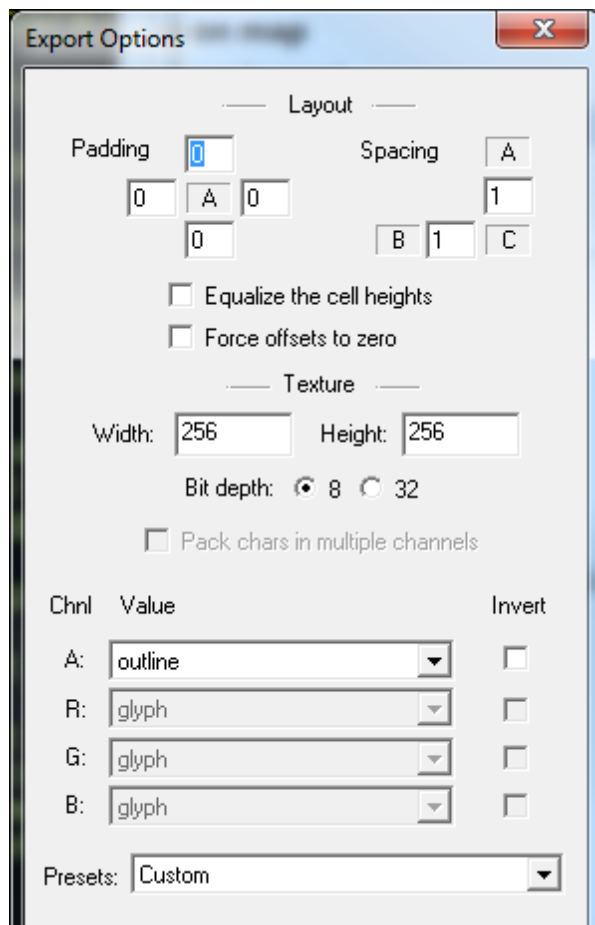 Export Options
Layout
Padding 0 Spacing A
0 A 0 1
0 B 1 C
Equalize the cell heights
Force offsets to zero
Texture
Width: 256 Height: 256
Bit depth: 8 32
Pack chars in multiple channels
Chnl Value Invert
A: outline
R: glyph
G: glyph
B: glyph
Presets: Custom